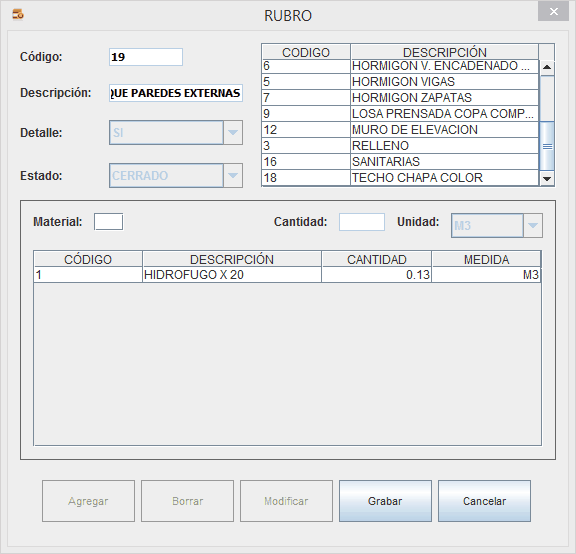 RUBRO
Código: 19
Descripción: QUE PAREDES EXTERNAS
Detalle: SI
Estado: CERRADO
CODIGO DESCRIPCIÓN
6 HORMIGON V. ENCADENADO ...
5 HORMIGON VIGAS
7 HORMIGON ZAPATAS
9 LOSA PRENSADA COPA COMP...
12 MURO DE ELEVACION
3 RELLENO
16 SANITARIAS
18 TECHO CHAPA COLOR
Material: Cantidad: Unidad: M3
CÓDIGO DESCRIPCIÓN CANTIDAD MEDIDA
1 HIDROFUGO X 20 0.13 M3
Agregar Borrar Modificar Grabar Cancelar